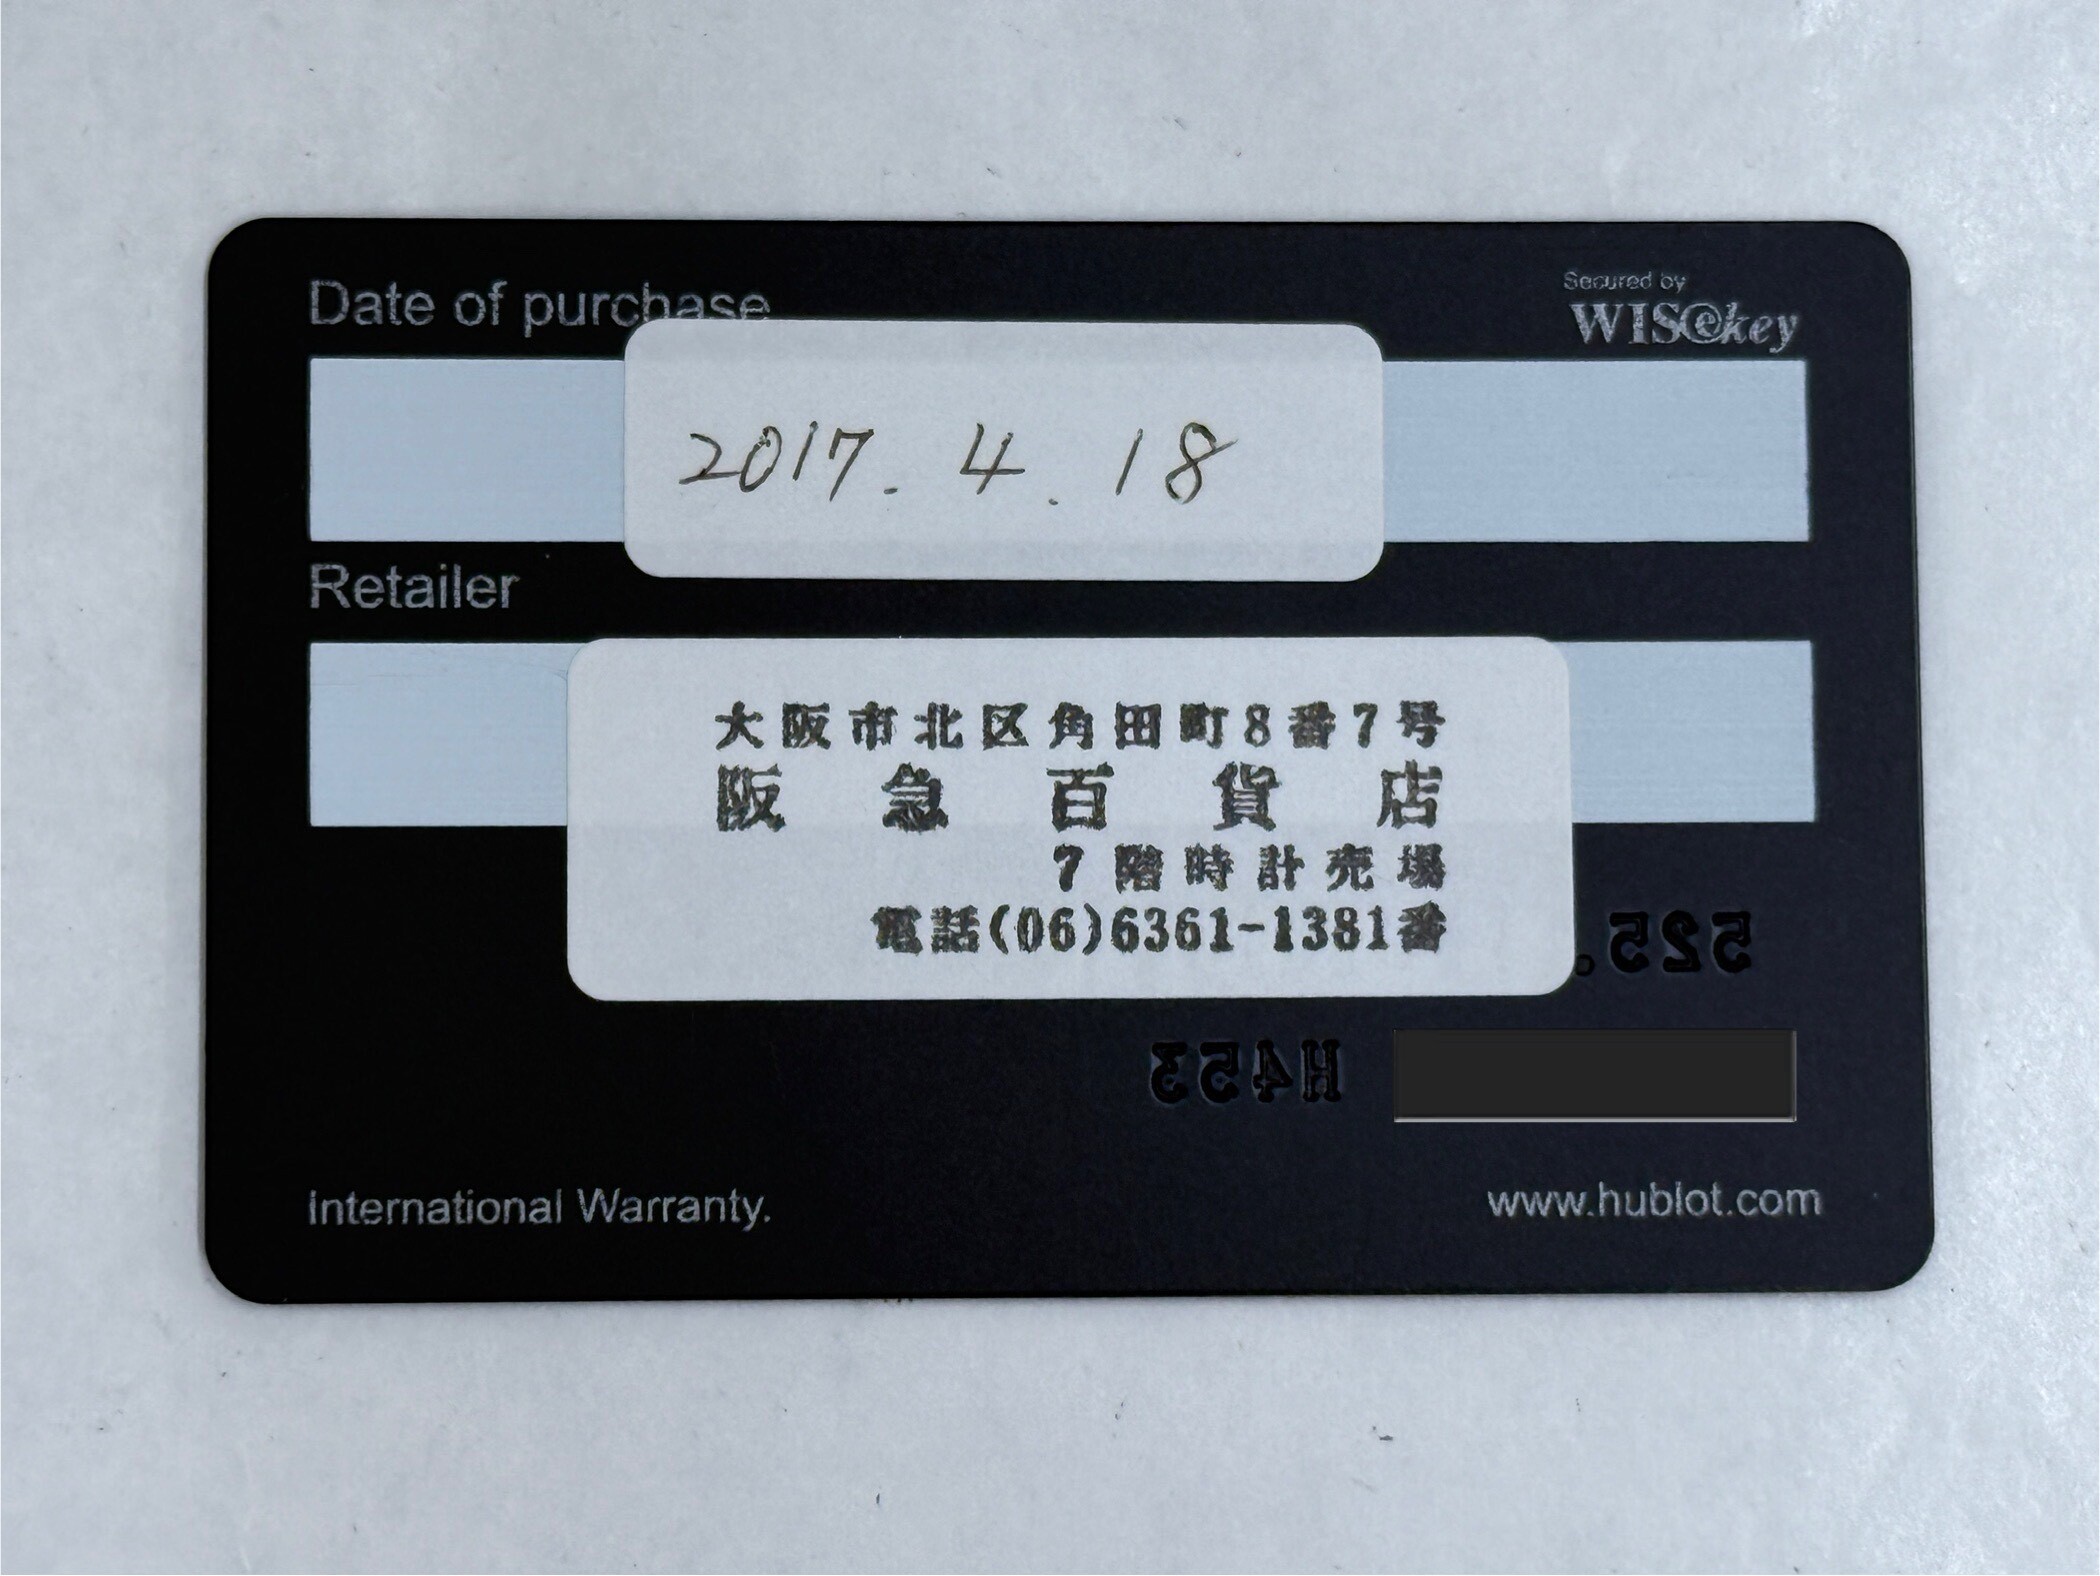 Date of purchase
Secured by
WISekey
2017. 4. 18
Retailer
大阪市北区角田町8番7号
阪急百貨店
7階時計売場
電話(06)6361-1381番
525.
H453
International Warranty.
www.hublot.com